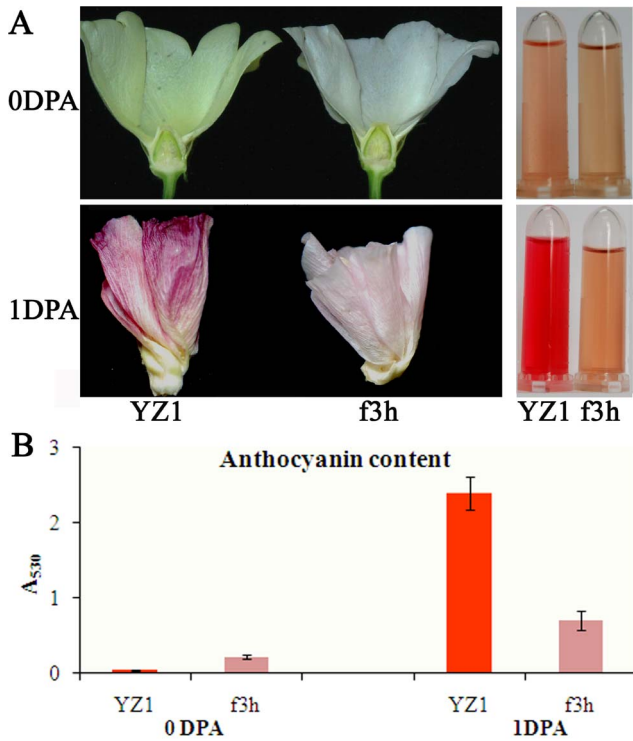 A
0DPA
1DPA
YZ1 f3h YZ1 f3h
B
Anthocyanin content
A530
3
2
1
0
YZ1 f3h YZ1 f3h
0 DPA 1DPA